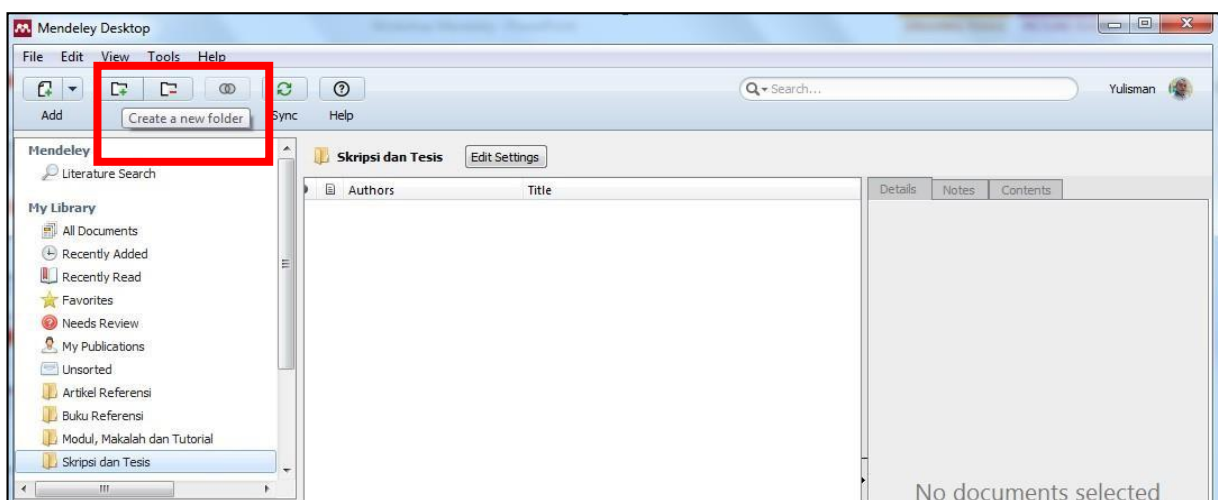 Mendeley Desktop
File Edit View Tools Help
Search...
Yulisman
Add
Create a new folder
Sync
Help
Mendeley
Literature Search
My Library
All Documents
Recently Added
Recently Read
Favorites
Needs Review
My Publications
Unsorted
Artikel Referensi
Buku Referensi
Modul, Makalah dan Tutorial
Skripsi dan Tesis
Skripsi dan Tesis Edit Settings
Authors Title
Details Notes Contents
No documents selected